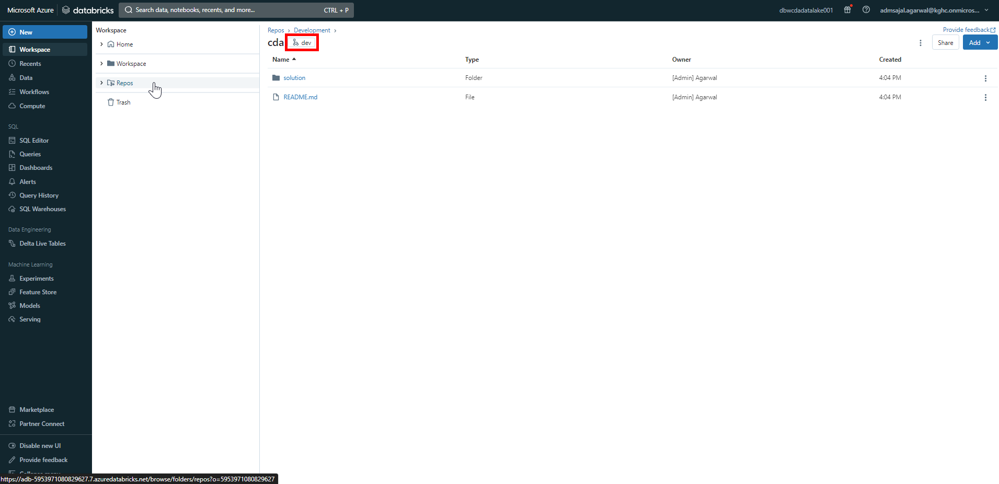 Microsoft Azure databricks Search data, notebooks, recents, and more... CTRL + P dbwcdadatalake001 admsajal.agarwal@kghc.onmicros...
New
Workspace
Recents
Data
Workflows
Compute
SQL
SQL Editor
Queries
Dashboards
Alerts
Query History
SQL Warehouses
Data Engineering
Delta Live Tables
Machine Learning
Experiments
Feature Store
Models
Serving
Marketplace
Partner Connect
Disable new UI
Provide feedback
Collapse menu
Workspace
Home
Workspace
Repos
Trash
Repos › Development ›
Provide feedback
cda dev
Share Add
Name Type Owner Created
solution Folder [Admin] Agarwal 4:04 PM
README.md File [Admin] Agarwal 4:04 PM
https://adb-5953971080829627.7.azuredatabricks.net/browse/folders/repos?o=5953971080829627